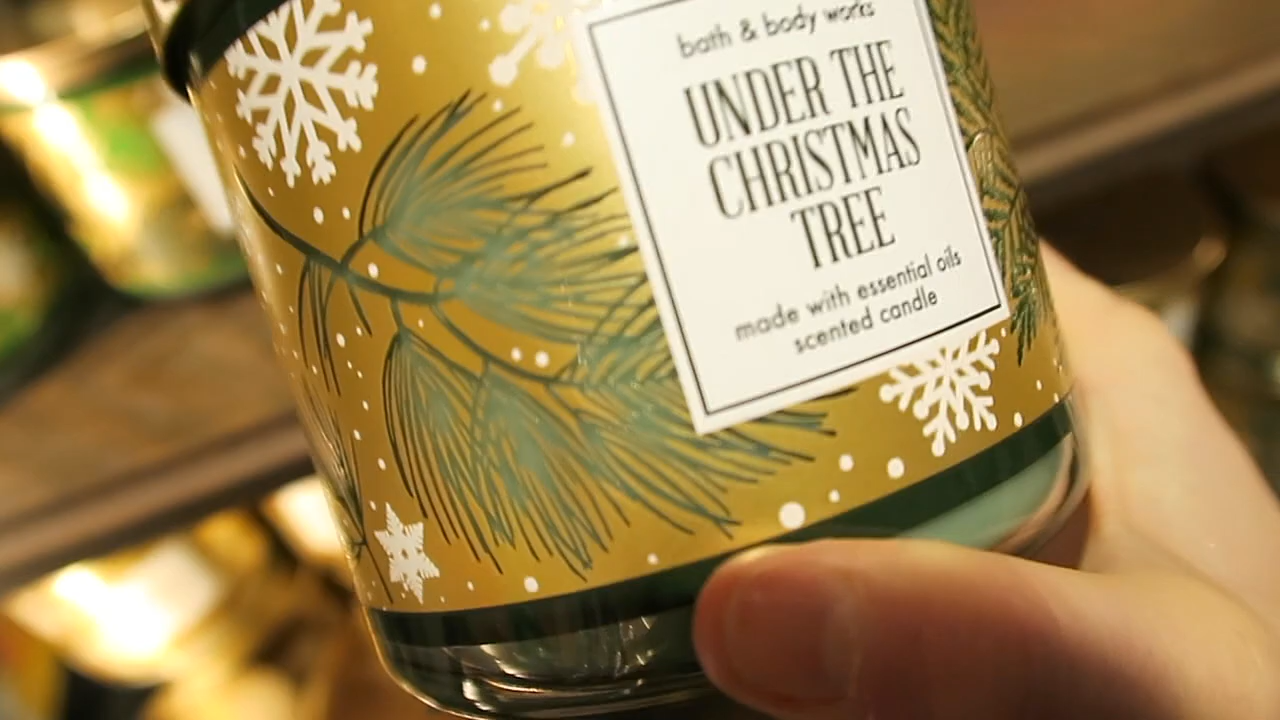 bath & body works
UNDER THE
CHRISTMAS
TREE
made with essential oils
scented candle